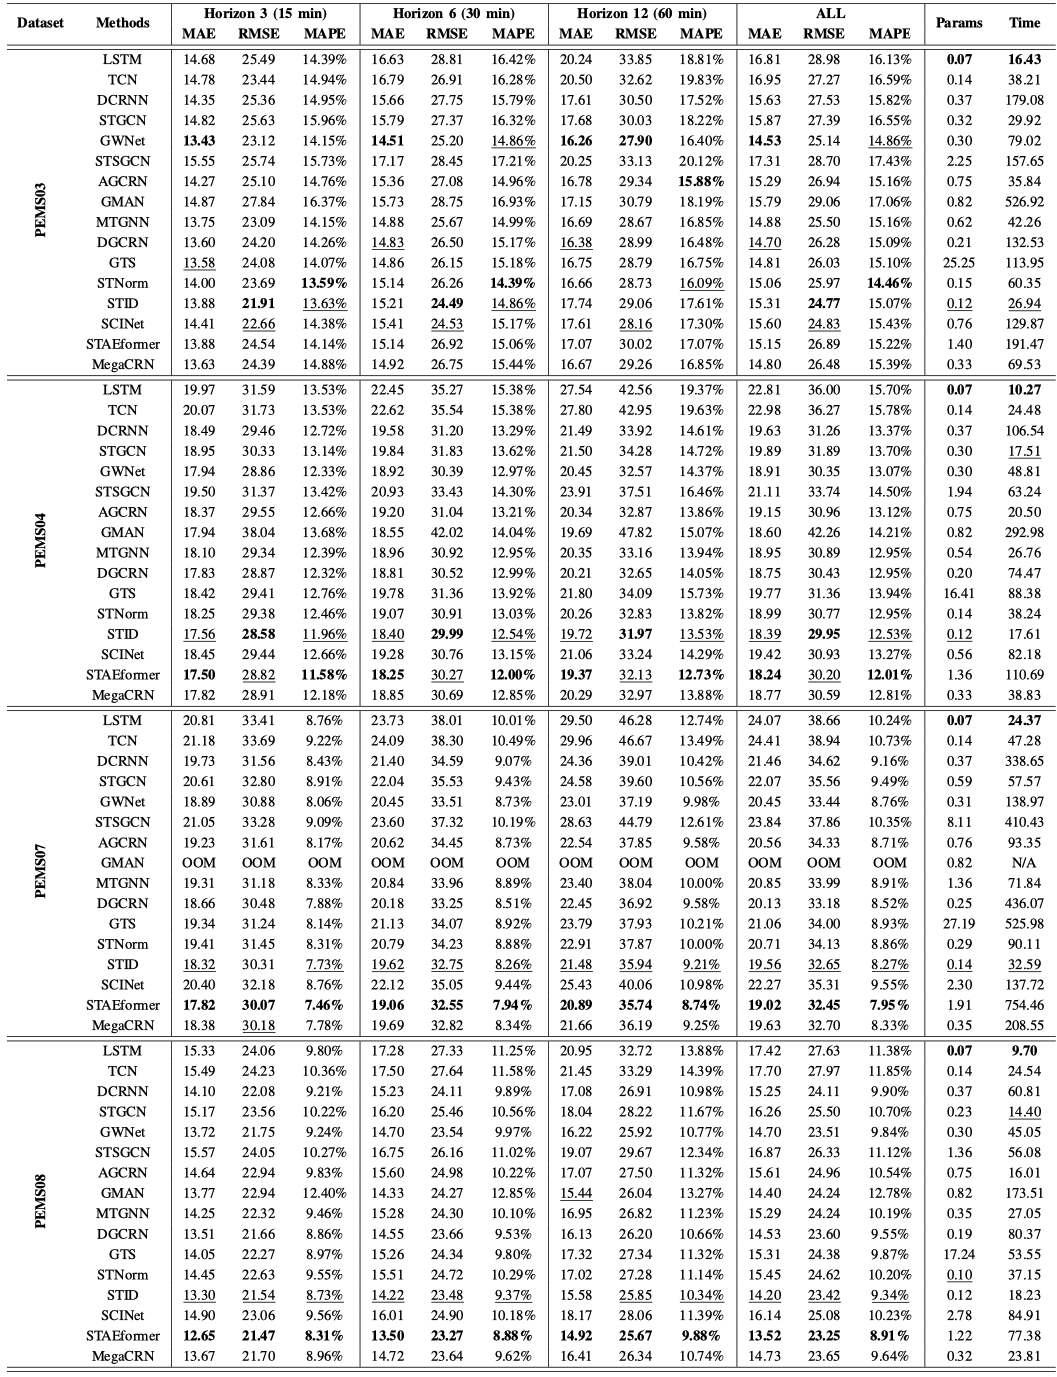 Dataset Methods Horizon 3 (15 min) Horizon 6 (30 min) Horizon 12 (60 min) ALL Params Time
MAE RMSE MAPE MAE RMSE MAPE MAE RMSE MAPE MAE RMSE MAPE
PEMS03
LSTM 14.68 25.49 14.39% 16.63 28.81 16.42% 20.24 33.85 18.81% 16.81 28.98 16.13% 0.07 16.43
TCN 14.78 23.44 14.94% 16.79 26.91 16.28% 20.50 32.62 19.83% 16.95 27.27 16.59% 0.14 38.21
DCRNN 14.35 25.36 14.95% 15.66 27.75 15.79% 17.61 30.50 17.52% 15.63 27.53 15.82% 0.37 179.08
STGCN 14.82 25.63 15.96% 15.79 27.37 16.32% 17.68 30.03 18.22% 15.87 27.39 16.55% 0.32 29.92
GWNet 13.43 23.12 14.15% 14.51 25.20 14.86% 16.26 27.90 16.40% 14.53 25.14 14.86% 0.30 79.02
STSGCN 15.55 25.74 15.73% 17.17 28.45 17.21% 20.25 33.13 20.12% 17.31 28.70 17.43% 2.25 157.65
AGCRN 14.27 25.10 14.76% 15.36 27.08 14.96% 16.78 29.34 15.88% 15.29 26.94 15.16% 0.75 35.84
GMAN 14.87 27.84 16.37% 15.73 28.75 16.93% 17.15 30.79 18.19% 15.79 29.06 17.06% 0.82 526.92
MTGNN 13.75 23.09 14.15% 14.88 25.67 14.99% 16.69 28.67 16.85% 14.88 25.50 15.16% 0.62 42.26
DGCRN 13.60 24.20 14.26% 14.83 26.50 15.17% 16.38 28.99 16.48% 14.70 26.28 15.09% 0.21 132.53
GTS 13.58 24.08 14.07% 14.86 26.15 15.18% 16.75 28.79 16.75% 14.81 26.03 15.10% 25.25 113.95
STNorm 14.00 23.69 13.59% 15.14 26.26 14.39% 16.66 28.73 16.09% 15.06 25.97 14.46% 0.15 60.35
STID 13.88 21.91 13.63% 15.21 24.49 14.86% 17.74 29.06 17.61% 15.31 24.77 15.07% 0.12 26.94
SCINet 14.41 22.66 14.38% 15.41 24.53 15.17% 17.61 28.16 17.30% 15.60 24.83 15.43% 0.76 129.87
STAEformer 13.88 24.54 14.14% 15.14 26.92 15.06% 17.07 30.02 17.07% 15.15 26.89 15.22% 1.40 191.47
MegaCRN 13.63 24.39 14.88% 14.92 26.75 15.44% 16.67 29.26 16.85% 14.80 26.48 15.39% 0.33 69.53
PEMS04
LSTM 19.97 31.59 13.53% 22.45 35.27 15.38% 27.54 42.56 19.37% 22.81 36.00 15.70% 0.07 10.27
TCN 20.07 31.73 13.53% 22.62 35.54 15.38% 27.80 42.95 19.63% 22.98 36.27 15.78% 0.14 24.48
DCRNN 18.49 29.46 12.72% 19.58 31.20 13.29% 21.49 33.92 14.61% 19.63 31.26 13.37% 0.37 106.54
STGCN 18.95 30.33 13.14% 19.84 31.83 13.62% 21.50 34.28 14.72% 19.89 31.89 13.70% 0.30 17.51
GWNet 17.94 28.86 12.33% 18.92 30.39 12.97% 20.45 32.57 14.37% 18.91 30.35 13.07% 0.30 48.81
STSGCN 19.50 31.37 13.42% 20.93 33.43 14.30% 23.91 37.51 16.46% 21.11 33.74 14.50% 1.94 63.24
AGCRN 18.37 29.55 12.66% 19.20 31.04 13.21% 20.34 32.87 13.86% 19.15 30.96 13.12% 0.75 20.50
GMAN 17.94 38.04 13.68% 18.55 42.02 14.04% 19.69 47.82 15.07% 18.60 42.26 14.21% 0.82 292.98
MTGNN 18.10 29.34 12.39% 18.96 30.92 12.95% 20.35 33.16 13.94% 18.95 30.89 12.95% 0.54 26.76
DGCRN 17.83 28.87 12.32% 18.81 30.52 12.99% 20.21 32.65 14.05% 18.75 30.43 12.95% 0.20 74.47
GTS 18.42 29.41 12.76% 19.78 31.36 13.92% 21.80 34.09 15.73% 19.77 31.36 13.94% 16.41 88.38
STNorm 18.25 29.38 12.46% 19.07 30.91 13.03% 20.26 32.83 13.82% 18.99 30.77 12.95% 0.14 38.24
STID 17.56 28.58 11.96% 18.40 29.99 12.54% 19.72 31.97 13.53% 18.39 29.95 12.53% 0.12 17.61
SCINet 18.45 29.44 12.66% 19.28 30.76 13.15% 21.06 33.24 14.29% 19.42 30.93 13.27% 0.56 82.18
STAEformer 17.50 28.82 11.58% 18.25 30.27 12.00% 19.37 32.13 12.73% 18.24 30.20 12.01% 1.36 110.69
MegaCRN 17.82 28.91 12.18% 18.85 30.69 12.85% 20.29 32.97 13.88% 18.77 30.59 12.81% 0.33 38.83
PEMS07
LSTM 20.81 33.41 8.76% 23.73 38.01 10.01% 29.50 46.28 12.74% 24.07 38.66 10.24% 0.07 24.37
TCN 21.18 33.69 9.22% 24.09 38.30 10.49% 29.96 46.67 13.49% 24.41 38.94 10.73% 0.14 47.28
DCRNN 19.73 31.56 8.43% 21.40 34.59 9.07% 24.36 39.01 10.42% 21.46 34.62 9.16% 0.37 338.65
STGCN 20.61 32.80 8.91% 22.04 35.53 9.43% 24.58 39.60 10.56% 22.07 35.56 9.49% 0.59 57.57
GWNet 18.89 30.88 8.06% 20.45 33.51 8.73% 23.01 37.19 9.98% 20.45 33.44 8.76% 0.31 138.97
STSGCN 21.05 33.28 9.09% 23.60 37.32 10.19% 28.63 44.79 12.61% 23.84 37.86 10.35% 8.11 410.43
AGCRN 19.23 31.61 8.17% 20.62 34.45 8.73% 22.54 37.85 9.58% 20.56 34.33 8.71% 0.76 93.35
GMAN OOM OOM OOM OOM OOM OOM OOM OOM OOM OOM OOM OOM 0.82 N/A
MTGNN 19.31 31.18 8.33% 20.84 33.96 8.89% 23.40 38.04 10.00% 20.85 33.99 8.91% 1.36 71.84
DGCRN 18.66 30.48 7.88% 20.18 33.25 8.51% 22.45 36.92 9.58% 20.13 33.18 8.52% 0.25 436.07
GTS 19.34 31.24 8.14% 21.13 34.07 8.92% 23.79 37.93 10.21% 21.06 34.00 8.93% 27.19 525.98
STNorm 19.41 31.45 8.31% 20.79 34.23 8.88% 22.91 37.87 10.00% 20.71 34.13 8.86% 0.29 90.11
STID 18.32 30.31 7.73% 19.62 32.75 8.26% 21.48 35.94 9.21% 19.56 32.65 8.27% 0.14 32.59
SCINet 20.40 32.18 8.76% 22.12 35.05 9.44% 25.43 40.06 10.98% 22.27 35.31 9.55% 2.30 137.72
STAEformer 17.82 30.07 7.46% 19.06 32.55 7.94% 20.89 35.74 8.74% 19.02 32.45 7.95% 1.91 754.46
MegaCRN 18.38 30.18 7.78% 19.69 32.82 8.34% 21.66 36.19 9.25% 19.63 32.70 8.33% 0.35 208.55
PEMS08
LSTM 15.33 24.06 9.80% 17.28 27.33 11.25% 20.95 32.72 13.88% 17.42 27.63 11.38% 0.07 9.70
TCN 15.49 24.23 10.36% 17.50 27.64 11.58% 21.45 33.29 14.39% 17.70 27.97 11.85% 0.14 24.54
DCRNN 14.10 22.08 9.21% 15.23 24.11 9.89% 17.08 26.91 10.98% 15.25 24.11 9.90% 0.37 60.81
STGCN 15.17 23.56 10.22% 16.20 25.46 10.56% 18.04 28.22 11.67% 16.26 25.50 10.70% 0.23 14.40
GWNet 13.72 21.75 9.24% 14.70 23.54 9.97% 16.22 25.92 10.77% 14.70 23.51 9.84% 0.30 45.05
STSGCN 15.57 24.05 10.27% 16.75 26.16 11.02% 19.07 29.67 12.34% 16.87 26.33 11.12% 1.36 56.08
AGCRN 14.64 22.94 9.83% 15.60 24.98 10.22% 17.07 27.50 11.32% 15.61 24.96 10.54% 0.75 16.01
GMAN 13.77 22.94 12.40% 14.33 24.27 12.85% 15.44 26.04 13.27% 14.40 24.24 12.78% 0.82 173.51
MTGNN 14.25 22.32 9.46% 15.28 24.30 10.10% 16.95 26.82 11.23% 15.29 24.24 10.19% 0.35 27.05
DGCRN 13.51 21.66 8.86% 14.55 23.66 9.53% 16.13 26.20 10.66% 14.53 23.60 9.55% 0.19 80.37
GTS 14.05 22.27 8.97% 15.26 24.34 9.80% 17.32 27.34 11.32% 15.31 24.38 9.87% 17.24 53.55
STNorm 14.45 22.63 9.55% 15.51 24.72 10.29% 17.02 27.28 11.14% 15.45 24.62 10.20% 0.10 37.15
STID 13.30 21.54 8.73% 14.22 23.48 9.37% 15.58 25.85 10.34% 14.20 23.42 9.34% 0.12 18.23
SCINet 14.90 23.06 9.56% 16.01 24.90 10.18% 18.17 28.06 11.39% 16.14 25.08 10.23% 2.78 84.91
STAEformer 12.65 21.47 8.31% 13.50 23.27 8.88% 14.92 25.67 9.88% 13.52 23.25 8.91% 1.22 77.38
MegaCRN 13.67 21.70 8.96% 14.72 23.64 9.62% 16.41 26.34 10.74% 14.73 23.65 9.64% 0.32 23.81